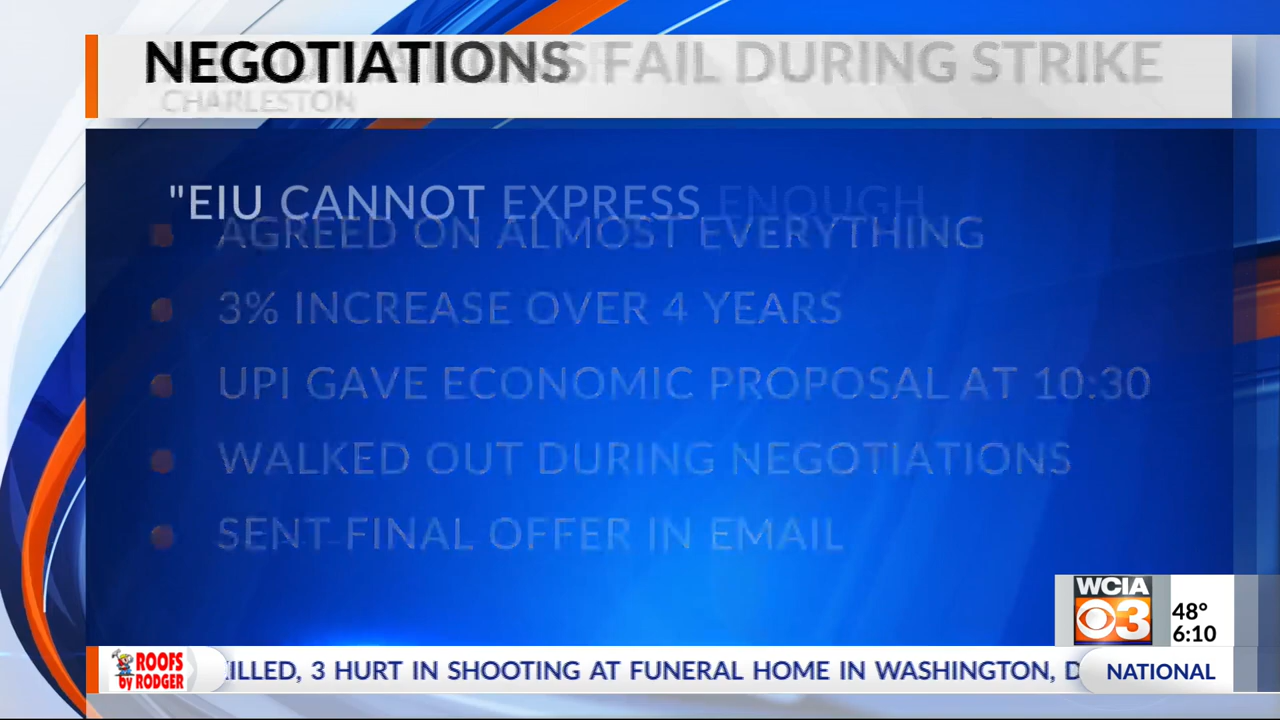 NEGOTIATIONS FAIL DURING STRIKE
CHARLESTON
"EIU CANNOT EXPRESS ENOUGH
AGREED ON ALMOST EVERYTHING
3% INCREASE OVER 4 YEARS
UPI GAVE ECONOMIC PROPOSAL AT 10:30
WALKED OUT DURING NEGOTIATIONS
SENT FINAL OFFER IN EMAIL
WCIA
3
48°
6:10
ROOFS
by RODGER
ILLED, 3 HURT IN SHOOTING AT FUNERAL HOME IN WASHINGTON, D
NATIONAL